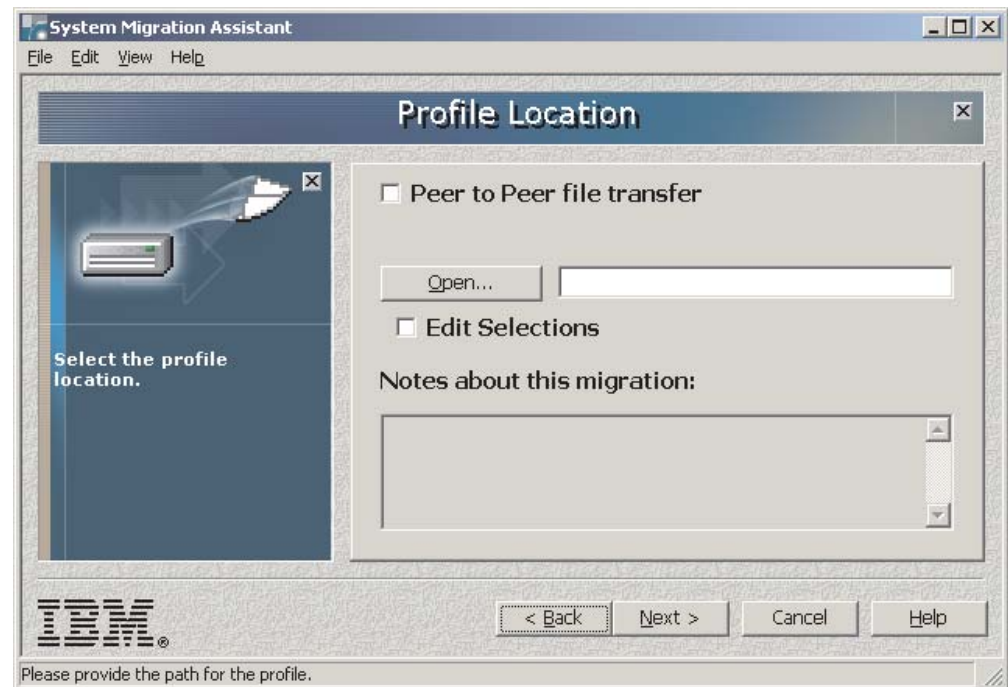 System Migration Assistant
File Edit View Help
Profile Location
Peer to Peer file transfer
Open...
Edit Selections
Select the profile
location.
Notes about this migration:
IBM®
< Back Next > Cancel Help
Please provide the path for the profile.